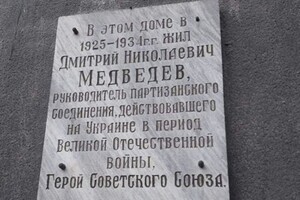 В этом доме в
1925-1934 г.г. жил
Дмитрий Николаевич
Медведев,
руководитель партизанского
соединения, действовавшего
на Украине в период
Великой Отечественной
войны.
Герой Советского Союза.